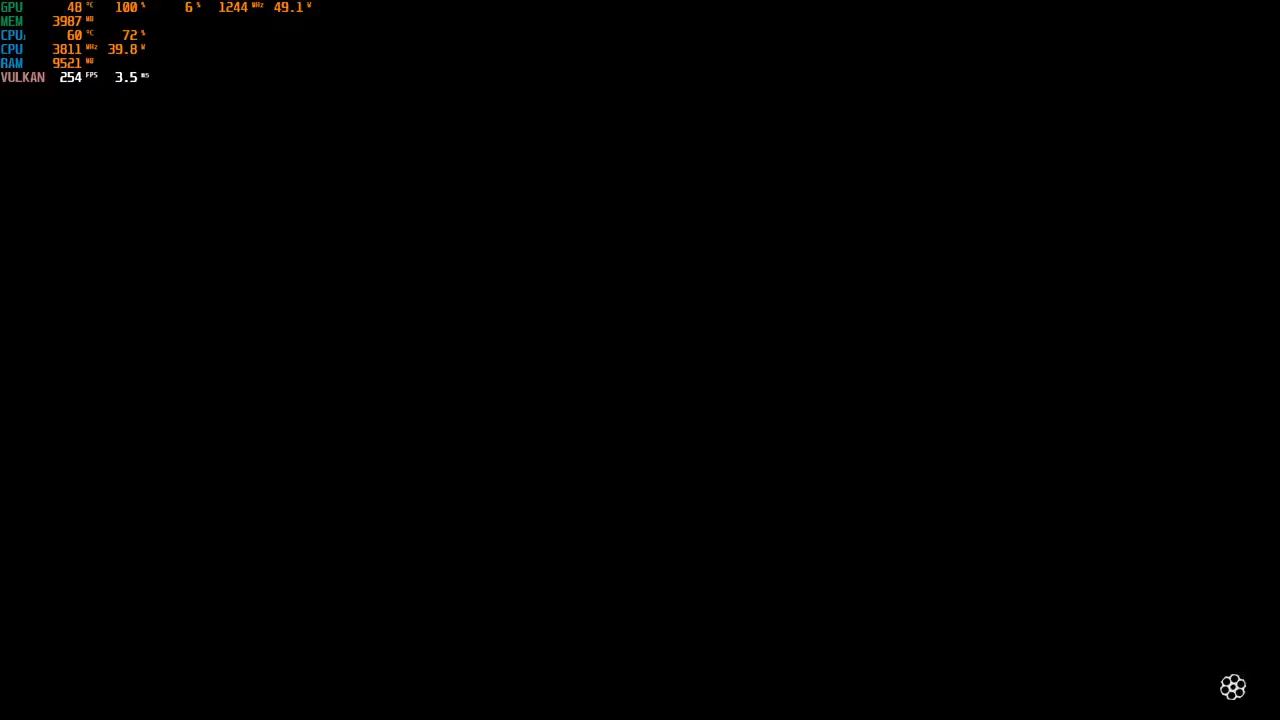 GPU 48 °C 100 % 6 % 1244 MHz 49.1 W
MEM 3987 MB
CPU1 60 °C 72 %
CPU 3811 MHz 39.8 W
RAM 9521 MB
VULKAN 254 FPS 3.5 ms